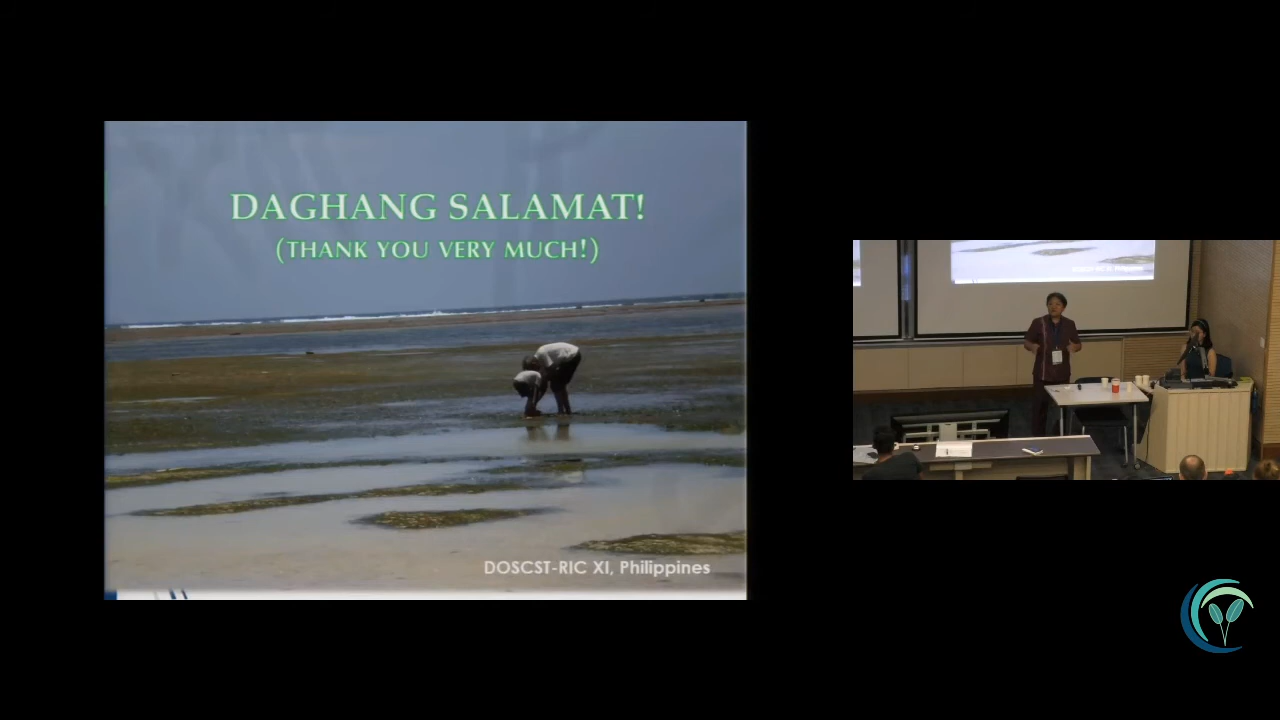 DAGHANG SALAMAT!
(THANK YOU VERY MUCH!)
DOSCST-RIC XI, Philippines